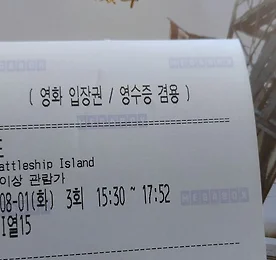 ( 영화 입장권 / 영수증 겸용 )
attleship Island
이상 관람가
08-01(화) 3회 15:30 ~ 17:52
I열15